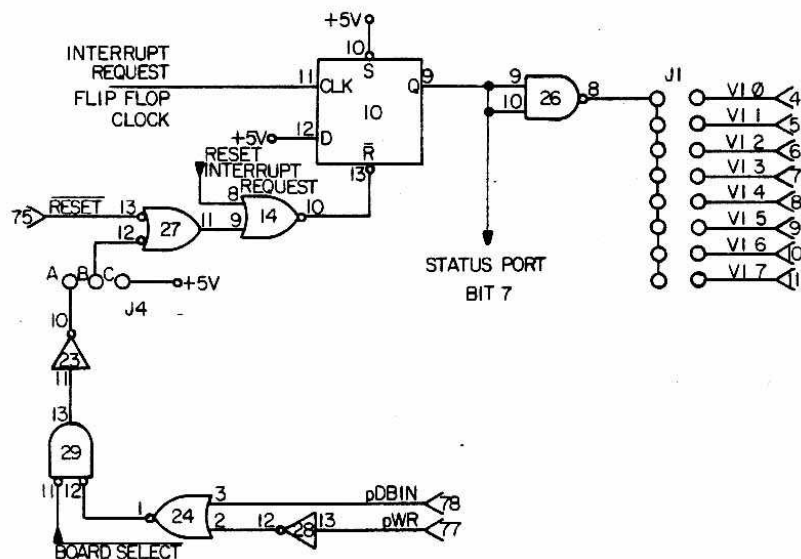 +5V
10
INTERRUPT
REQUEST
FLIP FLOP
CLOCK
11
CLK
S
10
Q
9
+5V
12
D
R̅
13
9
10
26
8
J1
VI 0
4
VI 1
5
VI 2
6
VI 3
7
VI 4
8
VI 5
9
VI 6
10
VI 7
11
RESET
INTERRUPT
REQUEST
8
9
14
10
75
R̅E̅S̅E̅T̅
13
12
27
11
STATUS PORT
BIT 7
A
B
C
+5V
J4
10
23
11
13
29
11
12
1
24
3
2
pDBIN
78
12
28
13
pWR
77
B̅O̅A̅R̅D̅ S̅E̅L̅E̅C̅T̅